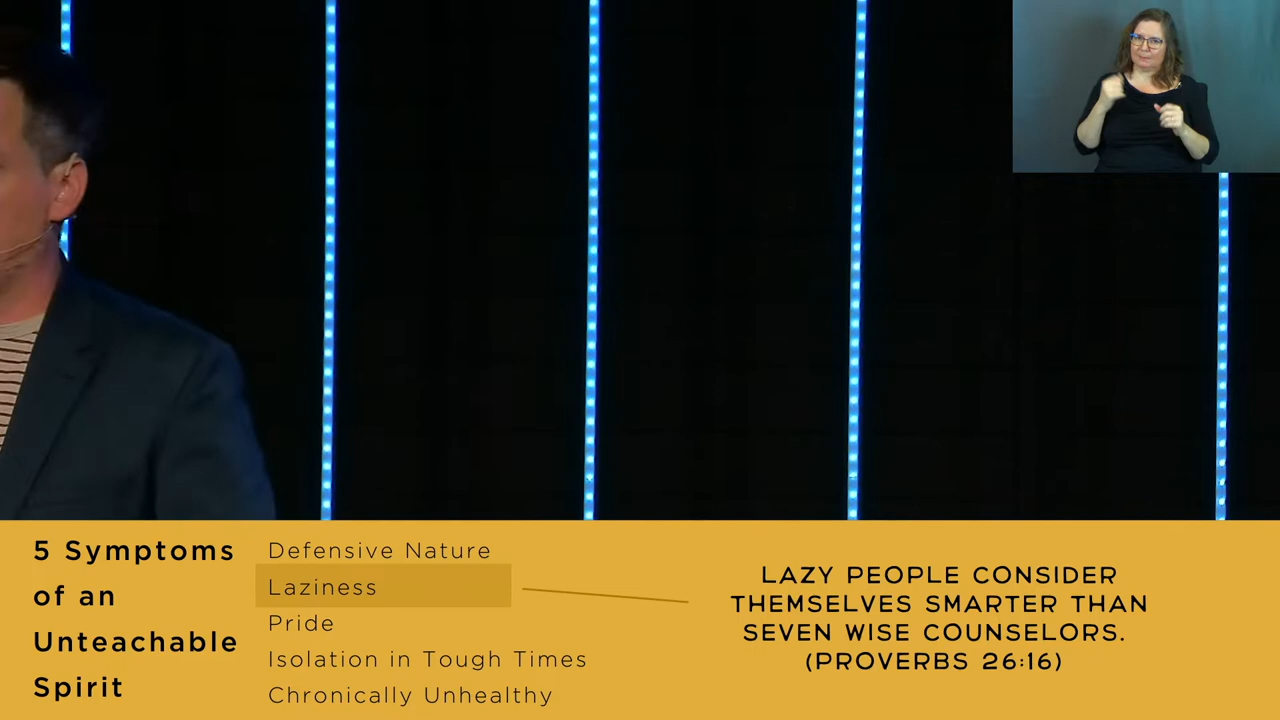 5 Symptoms
of an
Unteachable
Spirit
Defensive Nature
Laziness
Pride
Isolation in Tough Times
Chronically Unhealthy
LAZY PEOPLE CONSIDER
THEMSELVES SMARTER THAN
SEVEN WISE COUNSELORS.
(PROVERBS 26:16)